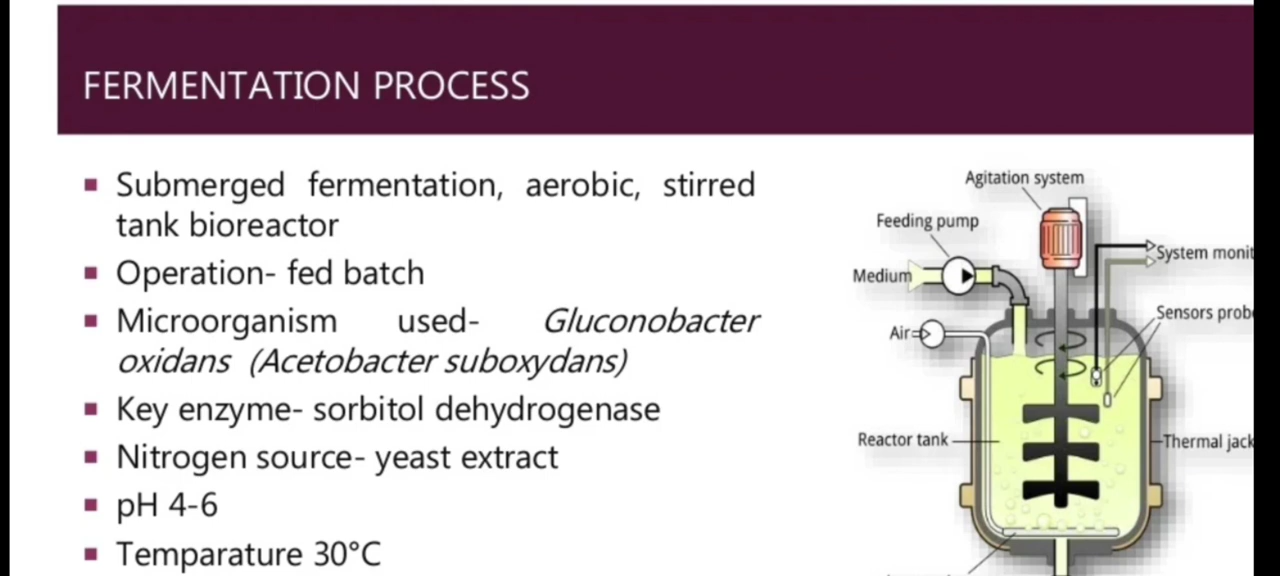 FERMENTATION PROCESS
Submerged fermentation, aerobic, stirred
tank bioreactor
Operation- fed batch
Microorganism used- Gluconobacter
oxidans (Acetobacter suboxydans)
Key enzyme- sorbitol dehydrogenase
Nitrogen source- yeast extract
pH 4-6
Temparature 30°C
Agitation system
Feeding pump
Medium
System monit
Sensors prob
Air
Reactor tank
Thermal jack